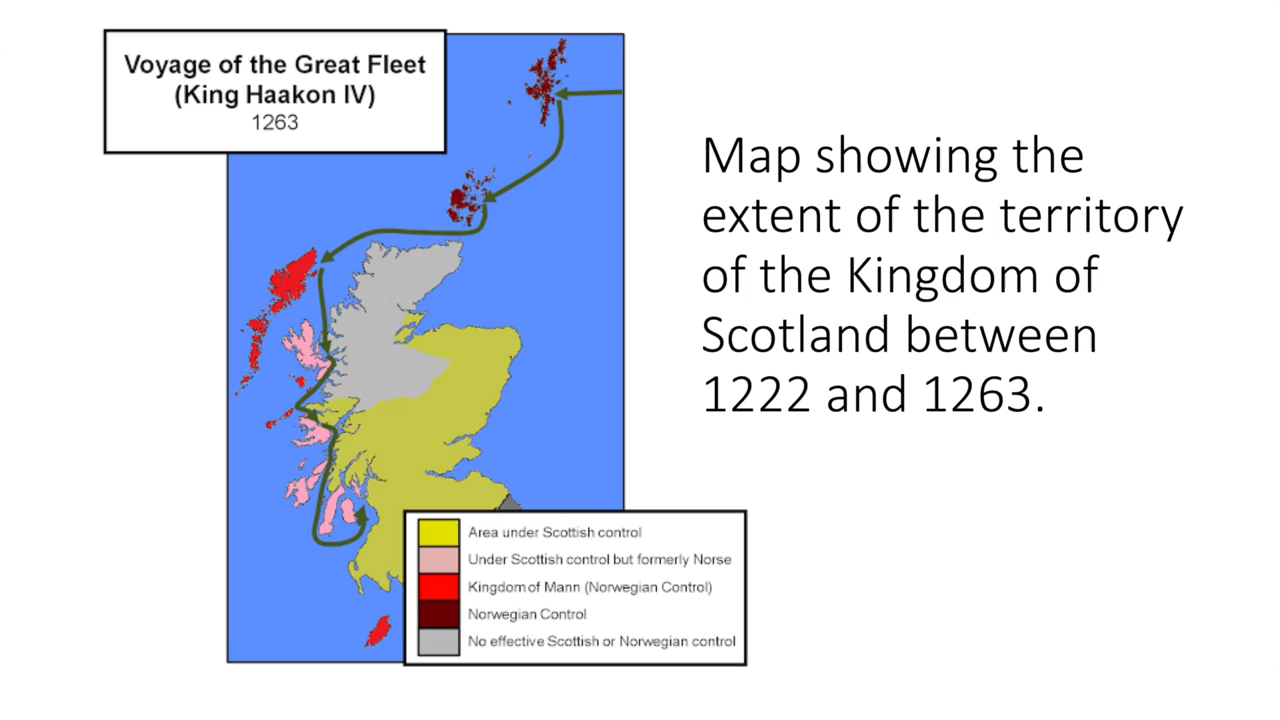 Voyage of the Great Fleet
(King Haakon IV)
1263
Map showing the
extent of the territory
of the Kingdom of
Scotland between
1222 and 1263.
Area under Scottish control
Under Scottish control but formerly Norse
Kingdom of Mann (Norwegian Control)
Norwegian Control
No effective Scottish or Norwegian control